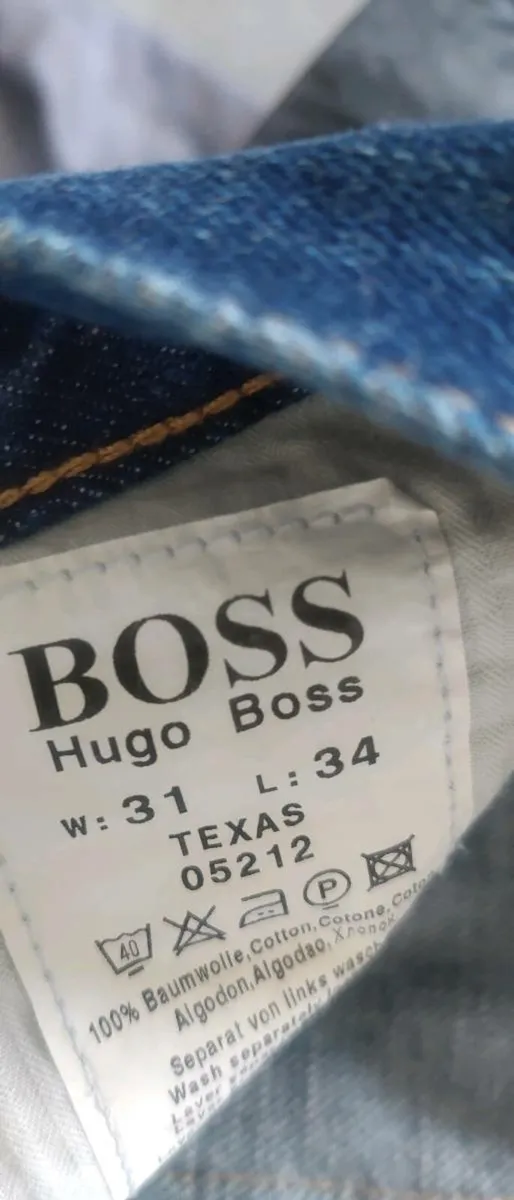 BOSS
Hugo Boss
W: 31 L: 34
TEXAS
05212
40 P
100% Baumwolle, Cotton, Cotone,
Algodon, Algodao, Хлопок
Separat von links
Wash separately